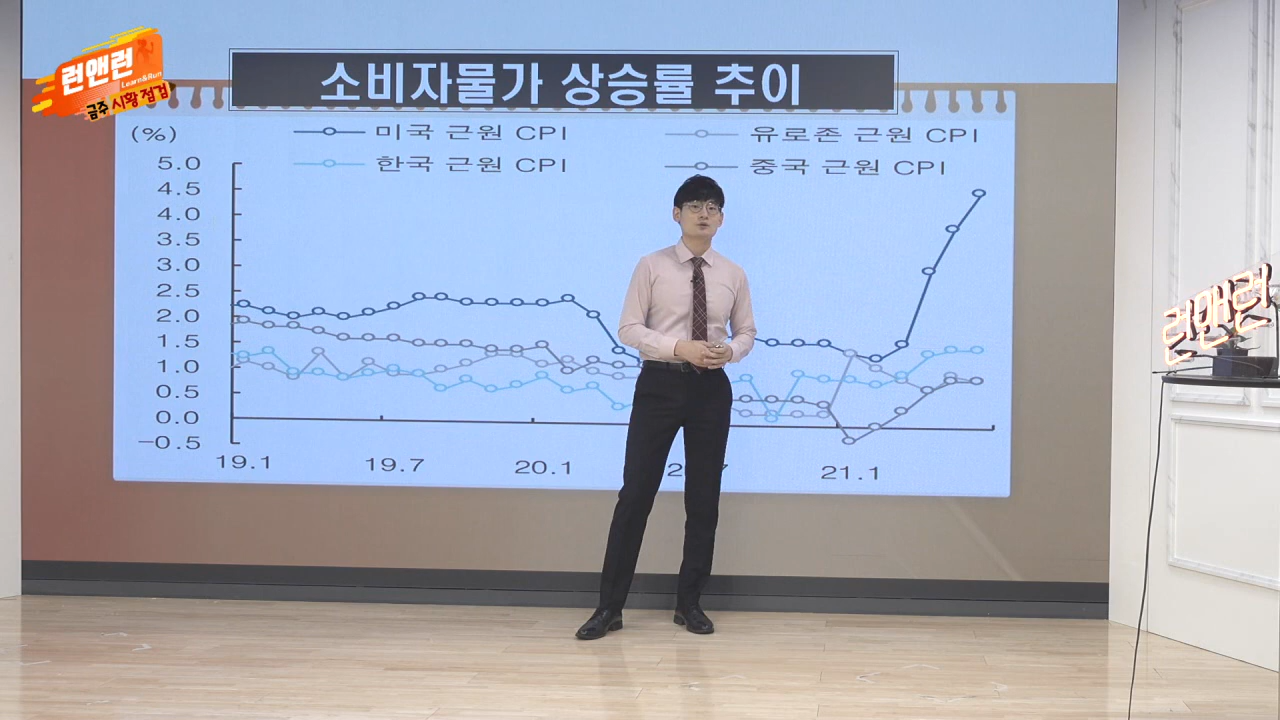 런앤런
Learn&Run
금주 시황 점검
소비자물가 상승률 추이
(%)
미국 근원 CPI
유로존 근원 CPI
한국 근원 CPI
중국 근원 CPI
5.0
4.5
4.0
3.5
3.0
2.5
2.0
1.5
1.0
0.5
0.0
-0.5
19.1
19.7
20.1
21.1
런앤런